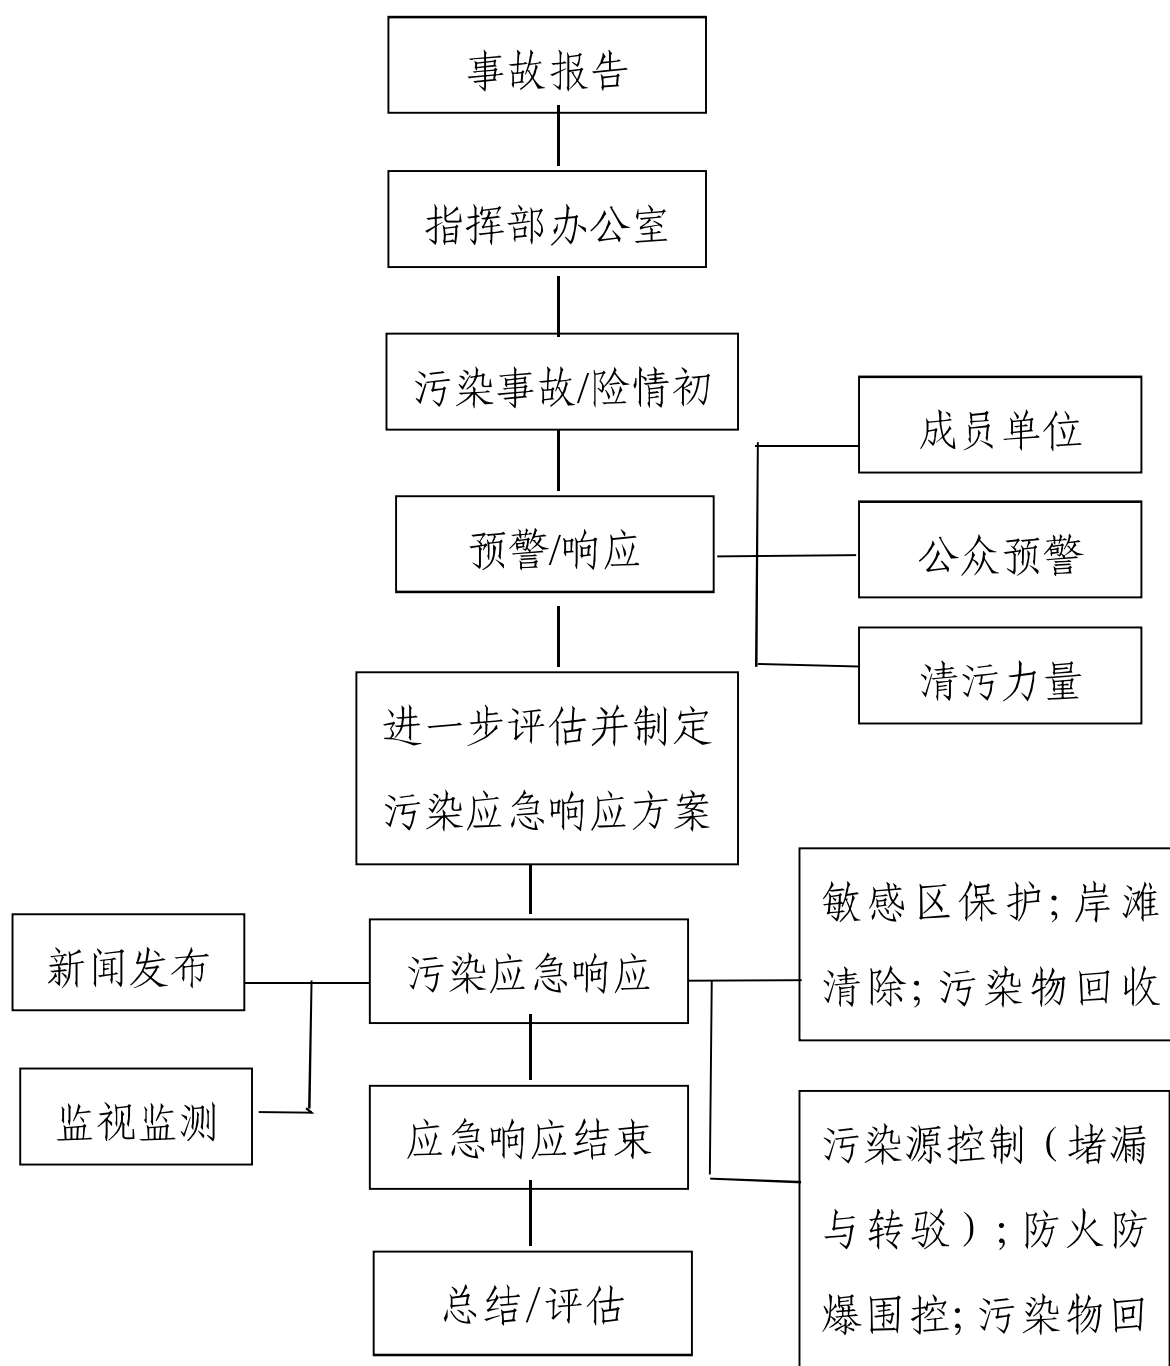 事故报告
指挥部办公室
污染事故/险情初
预警/响应
成员单位
公众预警
清污力量
进一步评估并制定
污染应急响应方案
新闻发布
监视监测
污染应急响应
敏感区保护；岸滩
清除；污染物回收
污染源控制（堵漏
与转驳）；防火防
爆围控；污染物回
应急响应结束
总结/评估